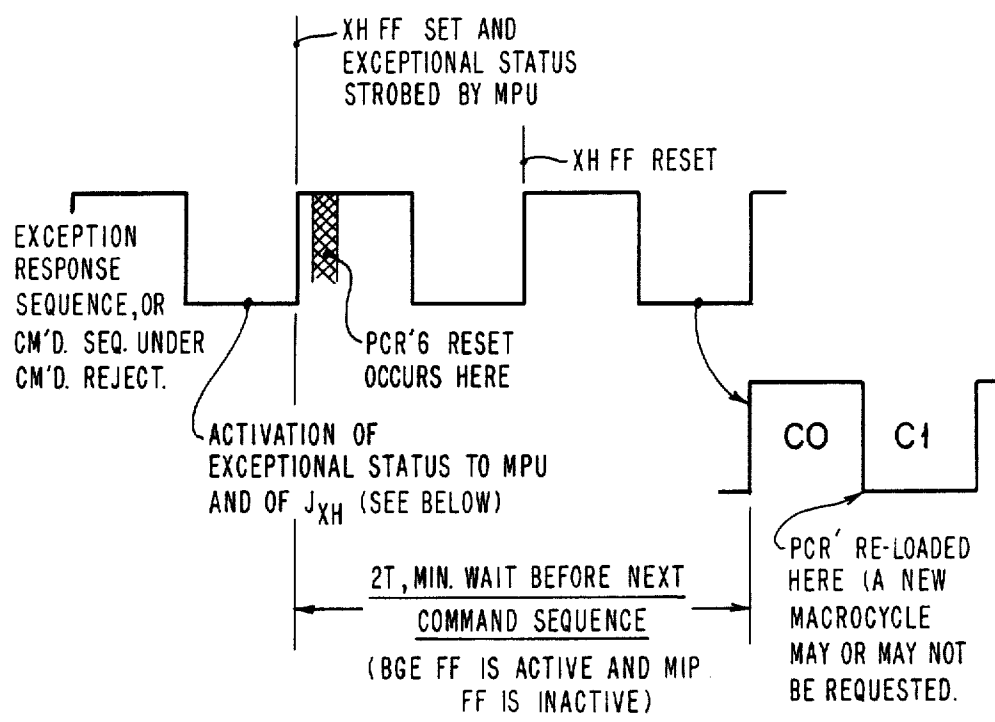 XH FF SET AND
EXCEPTIONAL STATUS
STROBED BY MPU
XH FF RESET
EXCEPTION
RESPONSE
SEQUENCE, OR
CM'D. SEQ. UNDER
CM'D. REJECT.
PCR'6 RESET
OCCURS HERE
ACTIVATION OF
EXCEPTIONAL STATUS TO MPU
AND OF JXH (SEE BELOW)
C0 C1
2T, MIN. WAIT BEFORE NEXT
COMMAND SEQUENCE
(BGE FF IS ACTIVE AND MIP
FF IS INACTIVE)
PCR' RE-LOADED
HERE (A NEW
MACROCYCLE
MAY OR MAY NOT
BE REQUESTED.